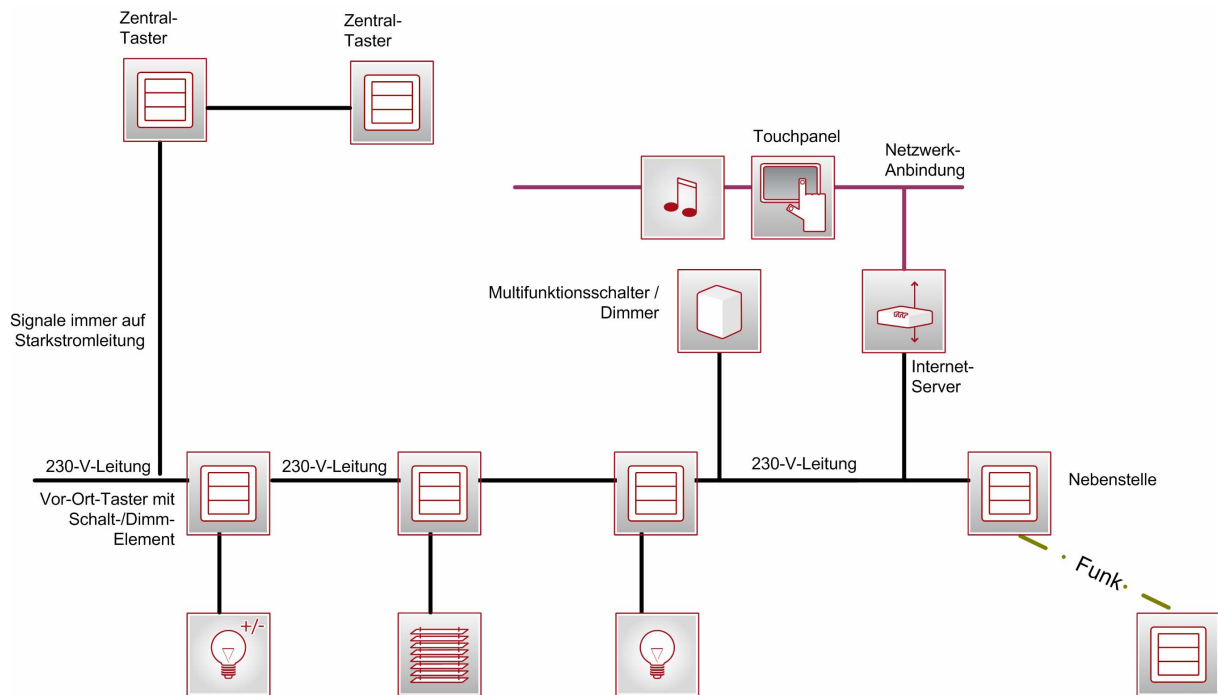 Zentral-
Taster
Zentral-
Taster
Touchpanel
Netzwerk-
Anbindung
Multifunktionsschalter /
Dimmer
Signale immer auf
Starkstromleitung
Internet-
Server
230-V-Leitung
230-V-Leitung
230-V-Leitung
Vor-Ort-Taster mit
Schalt-/Dimm-
Element
Nebenstelle
Funk
+/-